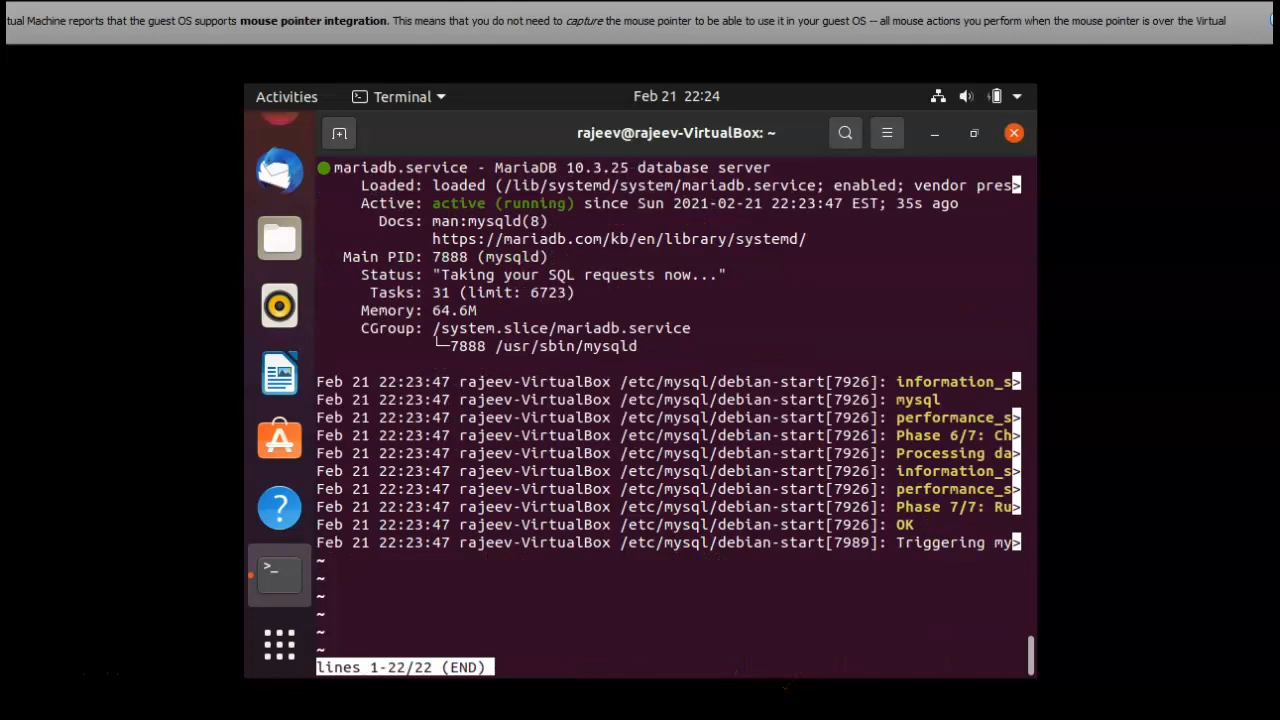 tual Machine reports that the guest OS supports mouse pointer integration. This means that you do not need to capture the mouse pointer to be able to use it in your guest OS -- all mouse actions you perform when the mouse pointer is over the Virtual
Activities Terminal Feb 21 22:24
rajeev@rajeev-VirtualBox: ~
mariadb.service - MariaDB 10.3.25 database server
Loaded: loaded (/lib/systemd/system/mariadb.service; enabled; vendor pres>
Active: active (running) since Sun 2021-02-21 22:23:47 EST; 35s ago
Docs: man:mysqld(8)
https://mariadb.com/kb/en/library/systemd/
Main PID: 7888 (mysqld)
Status: "Taking your SQL requests now..."
Tasks: 31 (limit: 6723)
Memory: 64.6M
CGroup: /system.slice/mariadb.service
└─7888 /usr/sbin/mysqld
Feb 21 22:23:47 rajeev-VirtualBox /etc/mysql/debian-start[7926]: information_s>
Feb 21 22:23:47 rajeev-VirtualBox /etc/mysql/debian-start[7926]: mysql
Feb 21 22:23:47 rajeev-VirtualBox /etc/mysql/debian-start[7926]: performance_s>
Feb 21 22:23:47 rajeev-VirtualBox /etc/mysql/debian-start[7926]: Phase 6/7: Ch>
Feb 21 22:23:47 rajeev-VirtualBox /etc/mysql/debian-start[7926]: Processing da>
Feb 21 22:23:47 rajeev-VirtualBox /etc/mysql/debian-start[7926]: information_s>
Feb 21 22:23:47 rajeev-VirtualBox /etc/mysql/debian-start[7926]: performance_s>
Feb 21 22:23:47 rajeev-VirtualBox /etc/mysql/debian-start[7926]: Phase 7/7: Ru>
Feb 21 22:23:47 rajeev-VirtualBox /etc/mysql/debian-start[7926]: OK
Feb 21 22:23:47 rajeev-VirtualBox /etc/mysql/debian-start[7989]: Triggering my>
~
~
~
~
~
~
lines 1-22/22 (END)